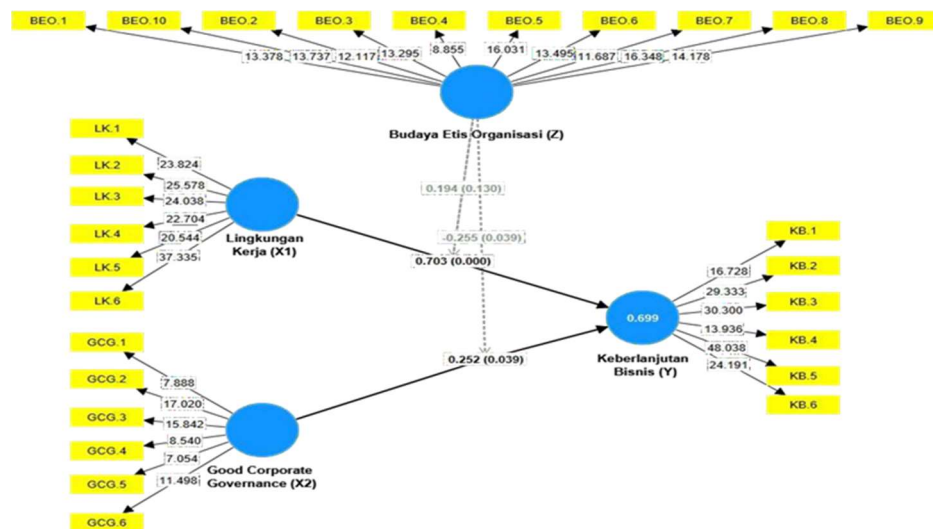 BEO.1 BEO.10 BEO.2 BEO.3 BEO.4 BEO.5 BEO.6 BEO.7 BEO.8 BEO.9
13.378 13.737 12.117 13.295 8.855 16.031 13.495 11.687 16.348 14.178
Budaya Etis Organisasi (Z)
LK.1
LK.2
LK.3
LK.4
LK.5
LK.6
23.824
25.578
24.038
22.704
20.544
37.335
Lingkungan
Kerja (X1)
0.194 (0.130)
-0.255 (0.039)
0.703 (0.000)
0.252 (0.039)
GCG.1
GCG.2
GCG.3
GCG.4
GCG.5
GCG.6
7.888
17.020
15.842
8.540
7.054
11.498
Good Corporate
Governance (X2)
0.699
Keberlanjutan
Bisnis (Y)
16.728
29.333
30.300
13.936
48.038
24.191
KB.1
KB.2
KB.3
KB.4
KB.5
KB.6